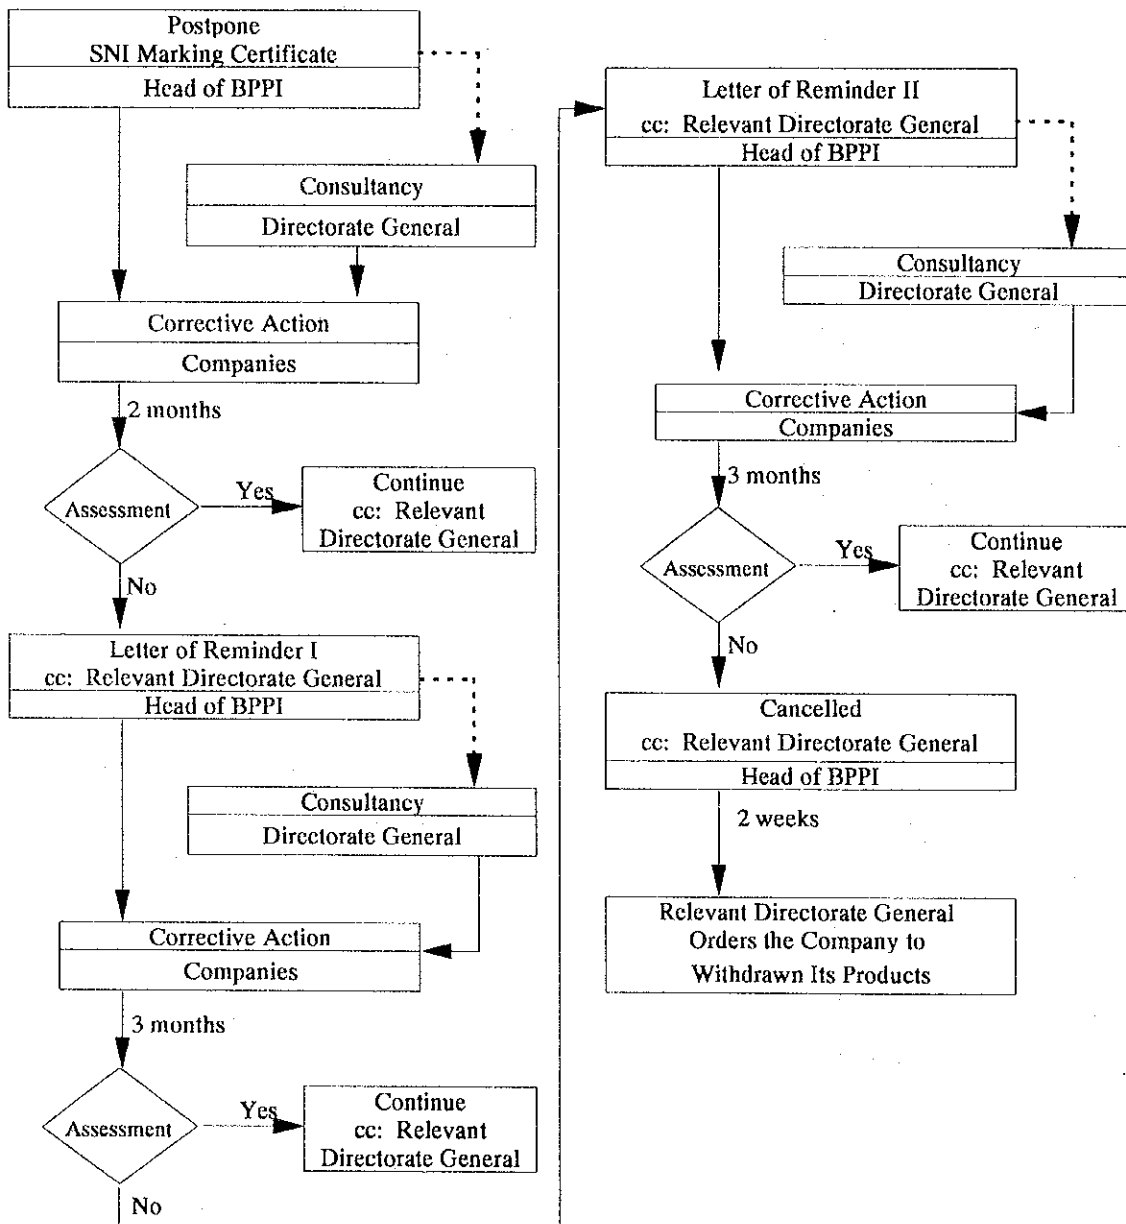 Postpone
SNI Marking Certificate
Head of BPPI
Consultancy
Directorate General
Corrective Action
Companies
2 months
Assessment
Yes
Continue
cc: Relevant
Directorate General
No
Letter of Reminder I
cc: Relevant Directorate General
Head of BPPI
Consultancy
Directorate General
Corrective Action
Companies
3 months
Assessment
Yes
Continue
cc: Relevant
Directorate General
No
Letter of Reminder II
cc: Relevant Directorate General
Head of BPPI
Consultancy
Directorate General
Corrective Action
Companies
3 months
Assessment
Yes
Continue
cc: Relevant
Directorate General
No
Cancelled
cc: Relevant Directorate General
Head of BPPI
2 weeks
Relevant Directorate General
Orders the Company to
Withdrawn Its Products